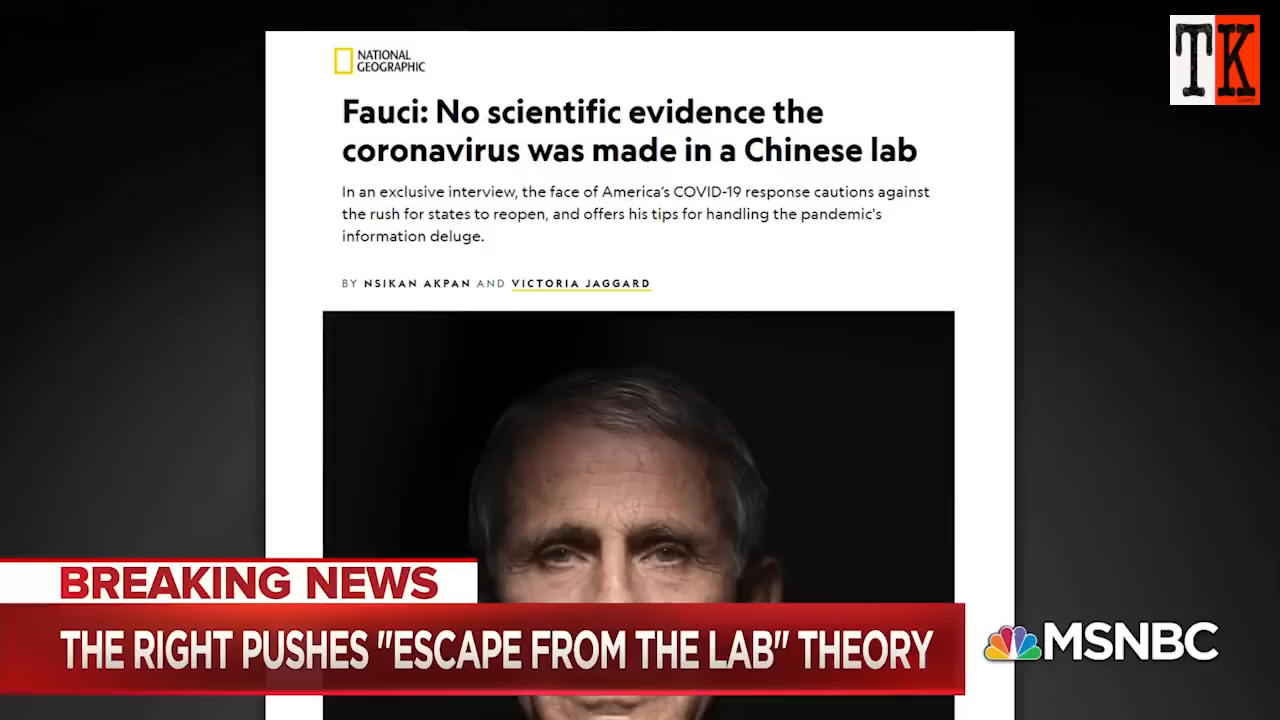 NATIONAL
GEOGRAPHIC
TK
Fauci: No scientific evidence the
coronavirus was made in a Chinese lab
In an exclusive interview, the face of America's COVID-19 response cautions against
the rush for states to reopen, and offers his tips for handling the pandemic's
information deluge.
BY NSIKAN AKPAN AND VICTORIA JAGGARD
BREAKING NEWS
THE RIGHT PUSHES "ESCAPE FROM THE LAB" THEORY
MSNBC